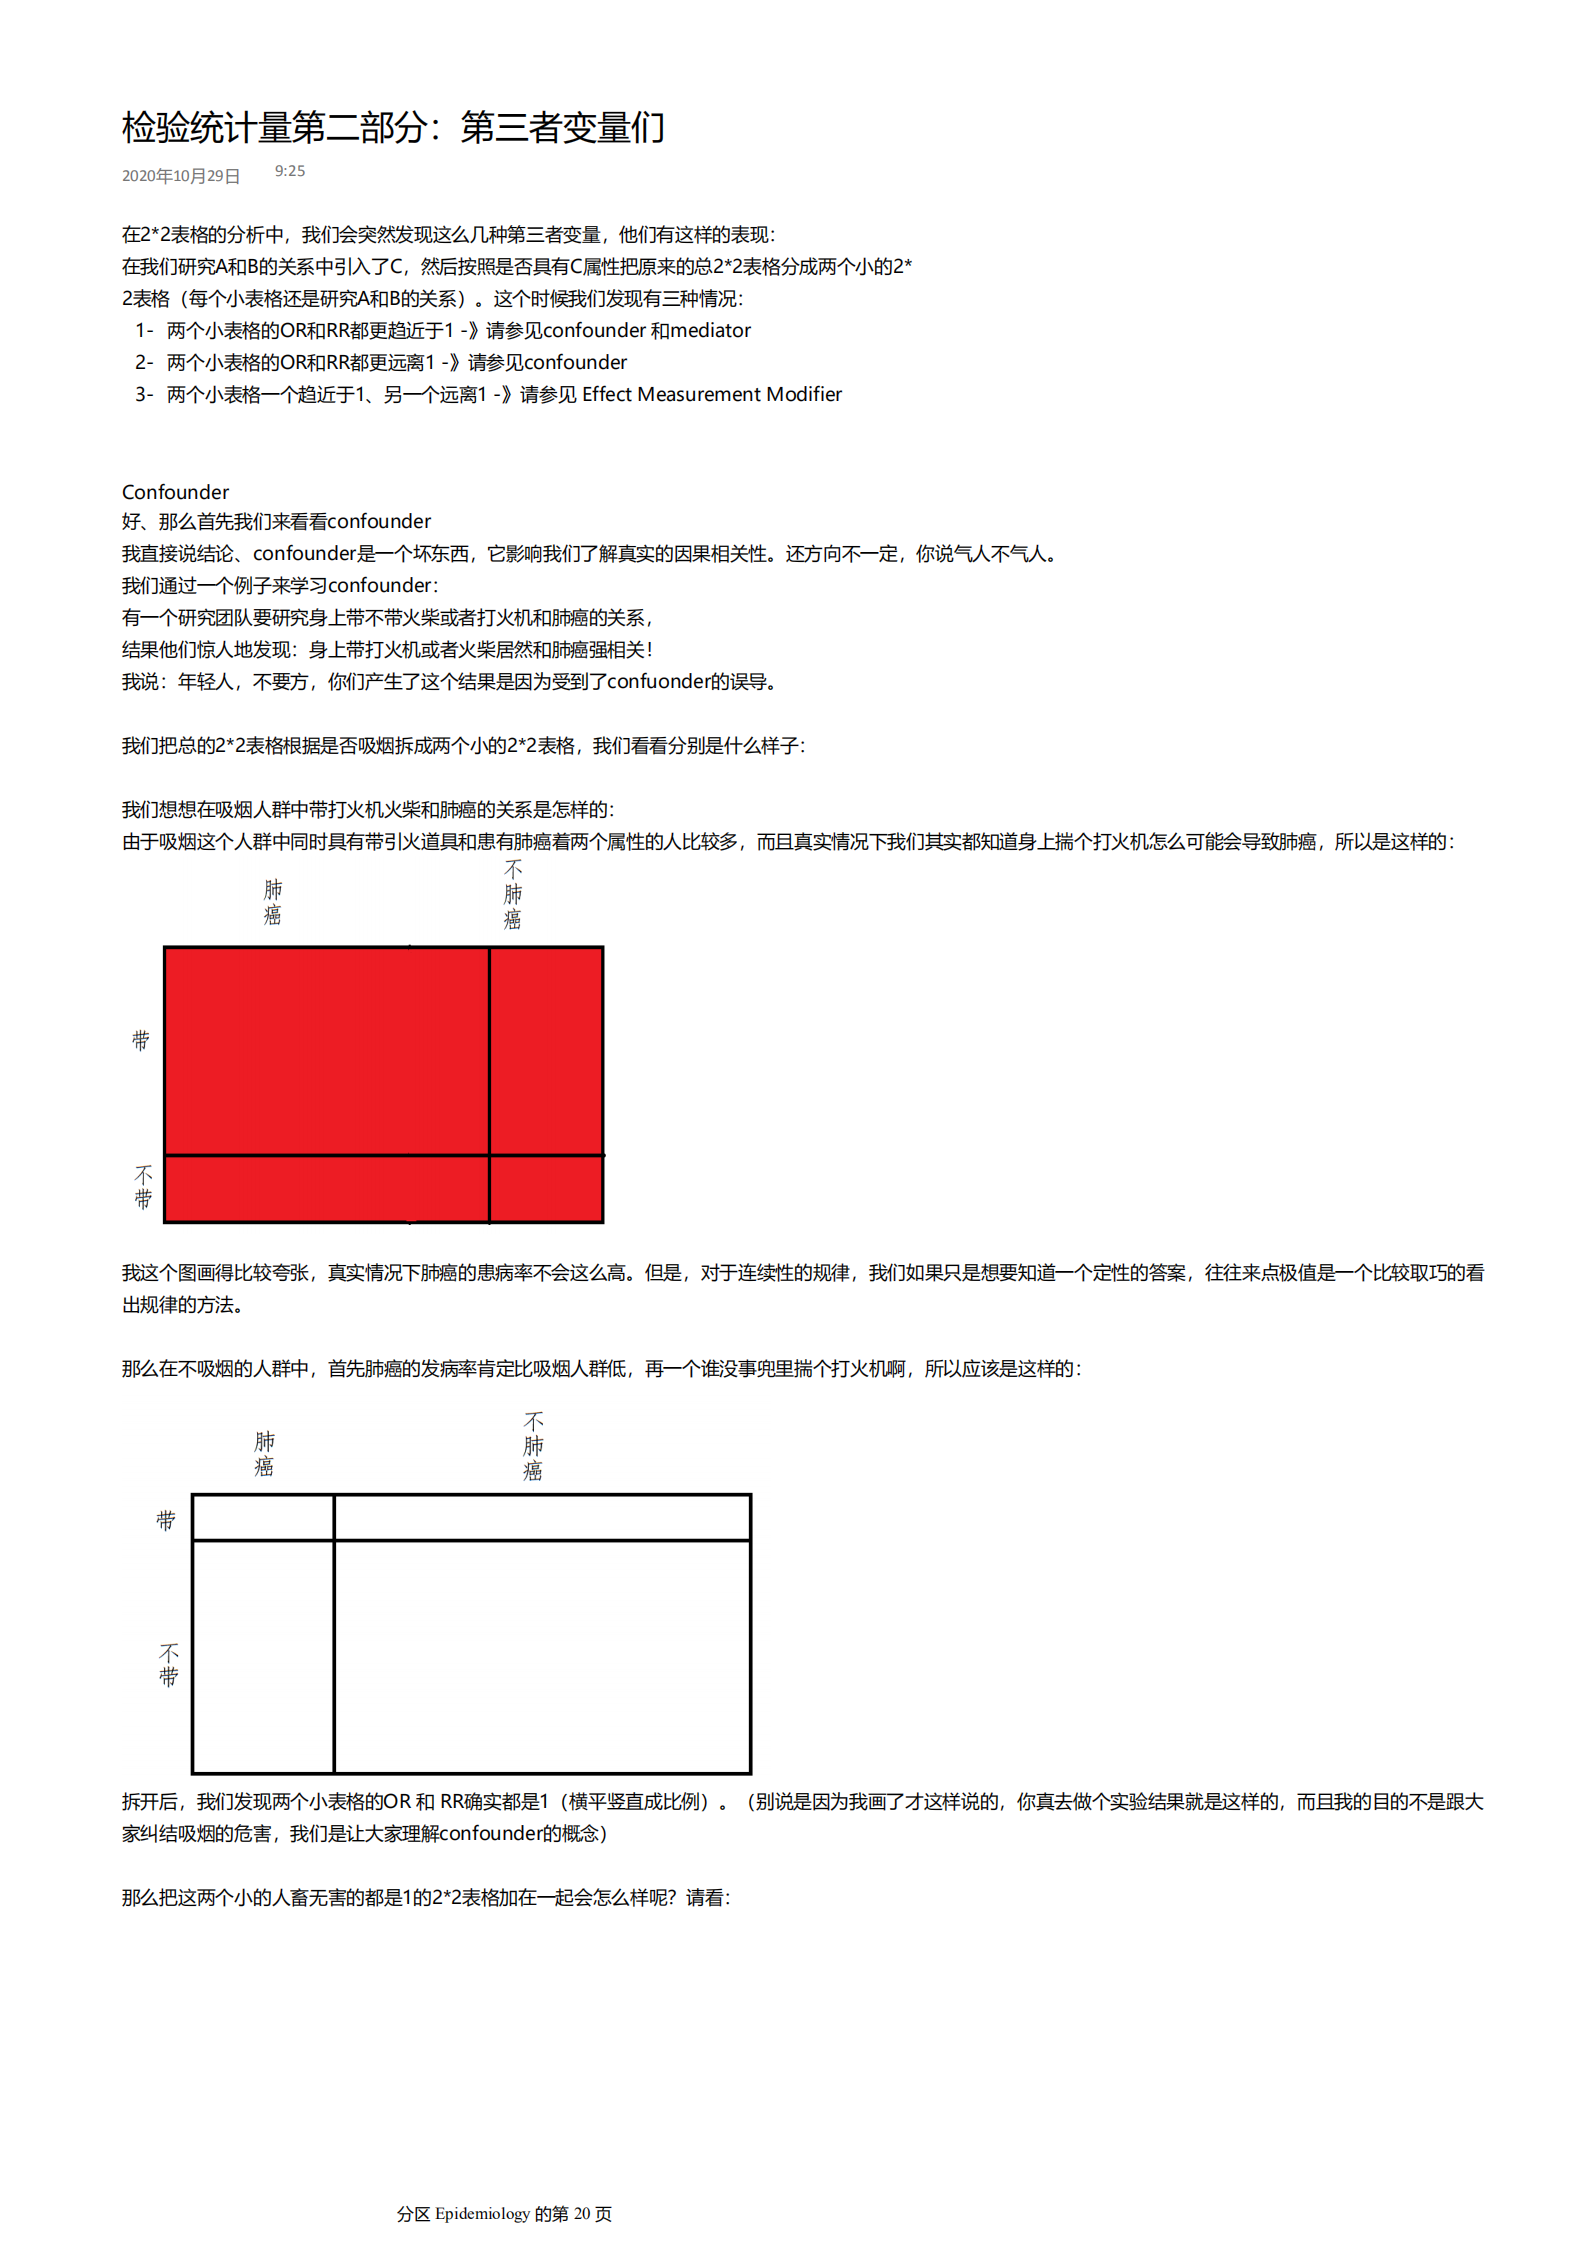 检验统计量第二部分：第三者变量们
2020年10月29日 9:25
在2*2表格的分析中，我们会突然发现这么几种第三者变量，他们有这样的表现：
在我们研究A和B的关系中引入了C，然后按照是否具有C属性把原来的总2*2表格分成两个小的2*
2表格（每个小表格还是研究A和B的关系）。这个时候我们发现有三种情况：
1- 两个小表格的OR和RR都更趋近于1 -》请参见confounder 和mediator
2- 两个小表格的OR和RR都更远离1 -》请参见confounder
3- 两个小表格一个趋近于1、另一个远离1 -》请参见 Effect Measurement Modifier
Confounder
好、那么首先我们来看看confounder
我直接说结论、confounder是一个坏东西，它影响我们了解真实的因果相关性。还方向不一定，你说气人不气人。
我们通过一个例子来学习confounder：
有一个研究团队要研究身上带不带火柴或者打火机和肺癌的关系，
结果他们惊人地发现：身上带打火机或者火柴居然和肺癌强相关！
我说：年轻人，不要方，你们产生了这个结果是因为受到了confuonder的误导。
我们把总的2*2表格根据是否吸烟拆成两个小的2*2表格，我们看看分别是什么样子：
我们想想在吸烟人群中带打火机火柴和肺癌的关系是怎样的：
由于吸烟这个人群中同时具有带引火道具和患有肺癌着两个属性的人比较多，而且真实情况下我们其实都知道身上揣个打火机怎么可能会导致肺癌，所以是这样的：
肺癌
不肺癌
带
不带
我这个图画得比较夸张，真实情况下肺癌的患病率不会这么高。但是，对于连续性的规律，我们如果只是想要知道一个定性的答案，往往来点极值是一个比较取巧的看
出规律的方法。
那么在不吸烟的人群中，首先肺癌的发病率肯定比吸烟人群低，再一个谁没事兜里揣个打火机啊，所以应该是这样的：
肺癌
不肺癌
带
不带
拆开后，我们发现两个小表格的OR 和 RR确实都是1（横平竖直成比例）。（别说是因为我画了才这样说的，你真去做个实验结果就是这样的，而且我的目的不是跟大
家纠结吸烟的危害，我们是让大家理解confounder的概念）
那么把这两个小的人畜无害的都是1的2*2表格加在一起会怎么样呢？请看：
分区 Epidemiology 的第 20 页